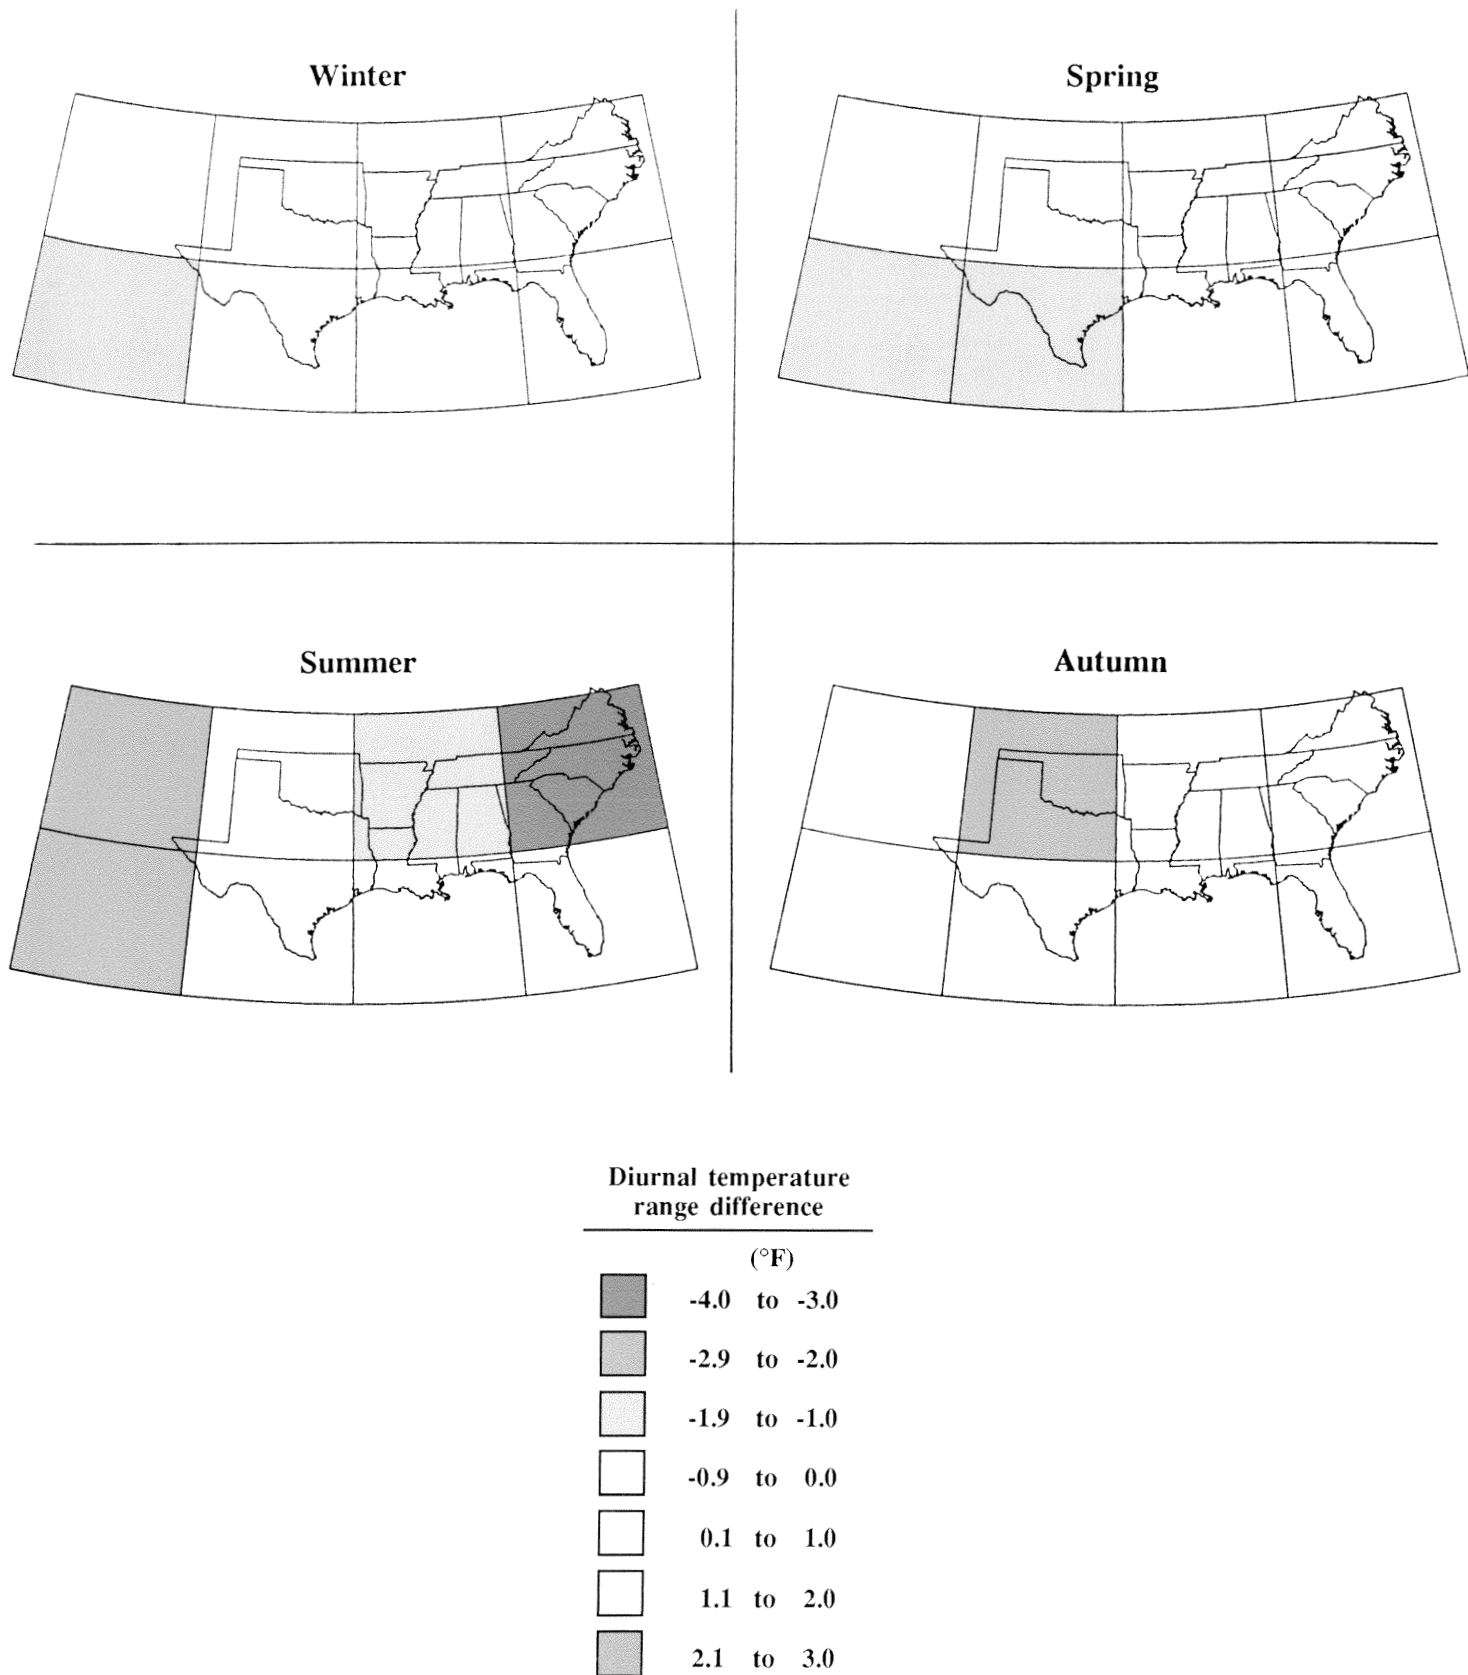 Winter
Spring
Summer
Autumn
Diurnal temperature
range difference
(°F)
-4.0 to -3.0
-2.9 to -2.0
-1.9 to -1.0
-0.9 to 0.0
0.1 to 1.0
1.1 to 2.0
2.1 to 3.0